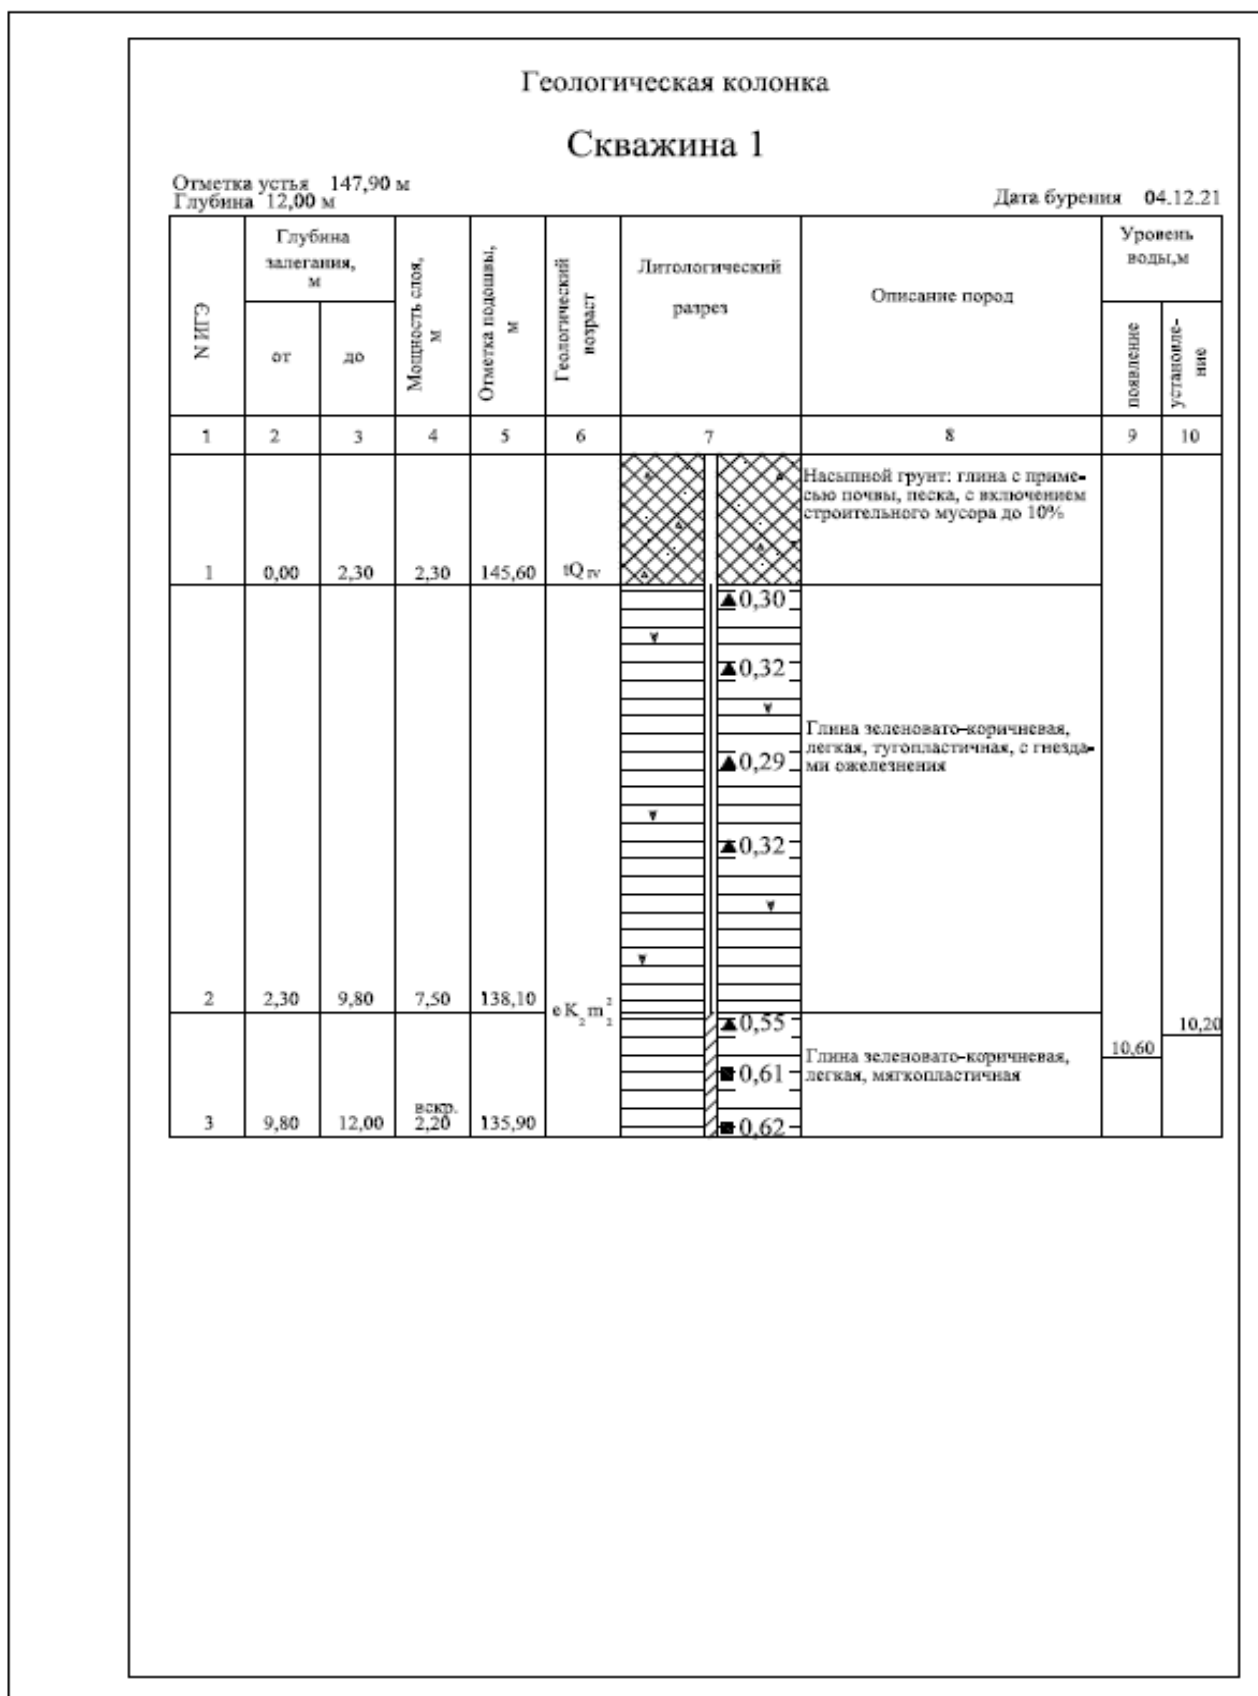 Геологическая колонка
Скважина 1
Отметка устья 147,90 м
Глубина 12,00 м
Дата бурения 04.12.21
N ИГЭ
Глубина
залегания,
м
от
до
Мощность слоя,
м
Отметка подошвы,
м
Геологический
возраст
Литологический
разрез
Описание пород
Уровень
воды,м
появление
установле-
ние
1 2 3 4 5 6 7 8 9 10
Насыпной грунт: глина с приме-
сью почвы, песка, с включением
строительного мусора до 10%
1 0,00 2,30 2,30 145,60 tQ IV
0,30
0,32
Глина зеленовато-коричневая,
легкая, тугопластичная, с гнезда-
ми ожелезнения
0,29
0,32
2 2,30 9,80 7,50 138,10
e K₂ m₂²
0,55
10,20
10,60
Глина зеленовато-коричневая,
легкая, мягкопластичная
0,61
вскр.
3 9,80 12,00 2,20 135,90
0,62